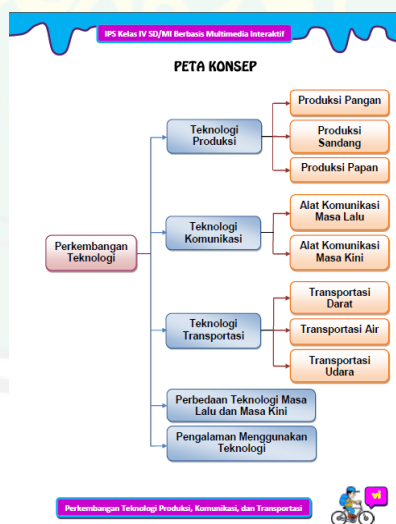 IPS Kelas IV SD/MI Berbasis Multimedia Interaktif
PETA KONSEP
Perkembangan
Teknologi
Teknologi
Produksi
Produksi Pangan
Produksi
Sandang
Produksi Papan
Teknologi
Komunikasi
Alat Komunikasi
Masa Lalu
Alat Komunikasi
Masa Kini
Teknologi
Transportasi
Transportasi
Darat
Transportasi Air
Transportasi
Udara
Perbedaan Teknologi Masa
Lalu dan Masa Kini
Pengalaman Menggunakan
Teknologi
Perkembangan Teknologi Produksi, Komunikasi, dan Transportasi
vi